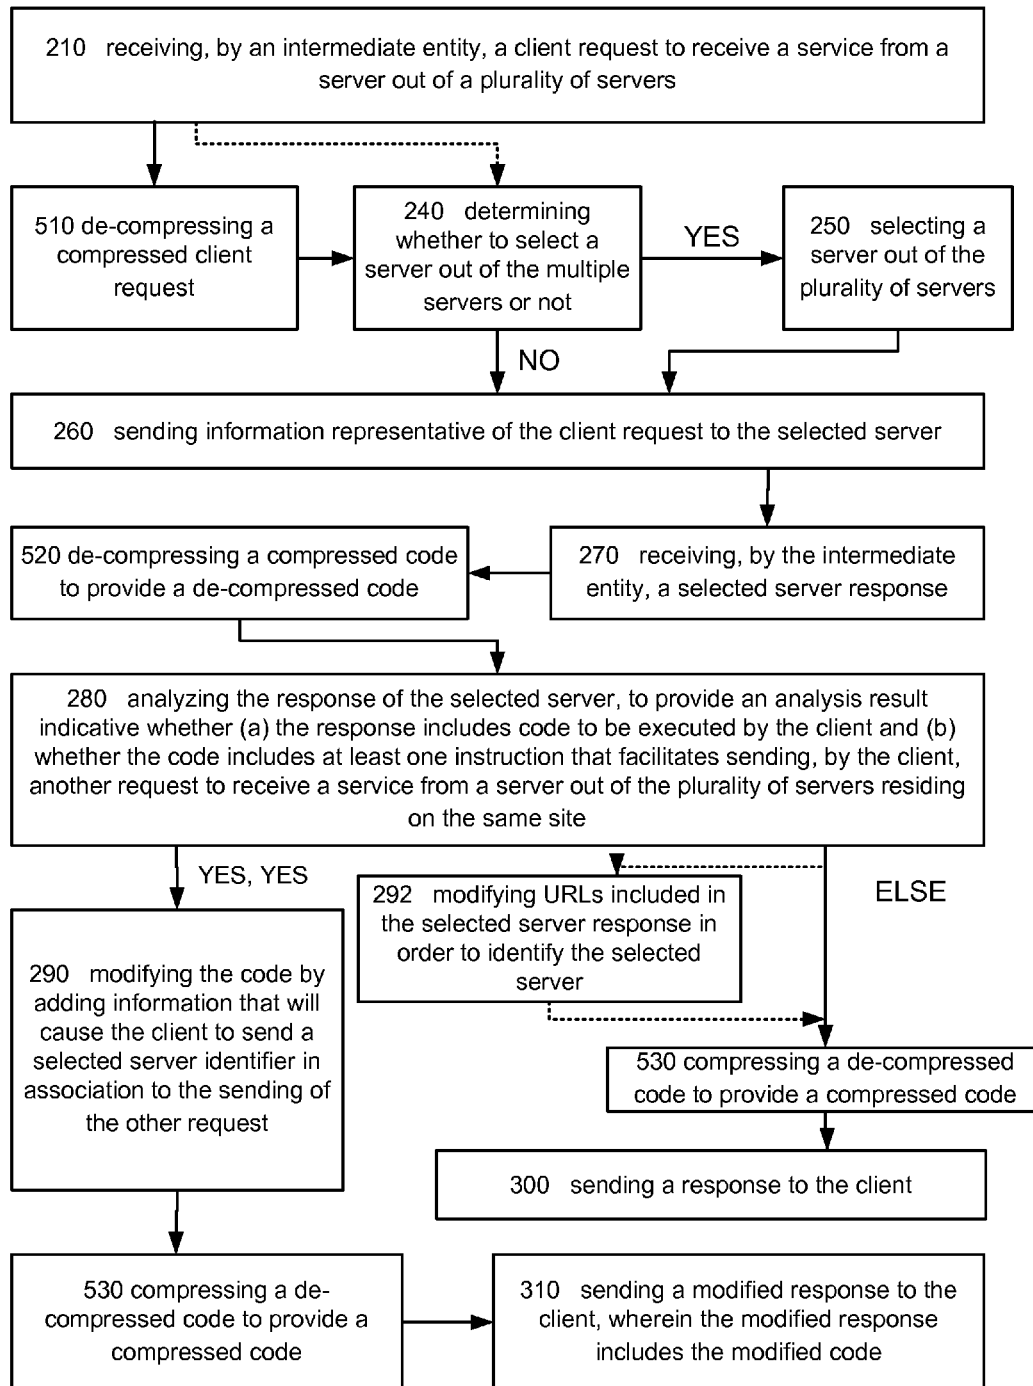 210 receiving, by an intermediate entity, a client request to receive a service from a
server out of a plurality of servers
510 de-compressing a
compressed client
request
240 determining
whether to select a
server out of the multiple
servers or not
YES
250 selecting a
server out of the
plurality of servers
NO
260 sending information representative of the client request to the selected server
520 de-compressing a compressed code
to provide a de-compressed code
270 receiving, by the intermediate
entity, a selected server response
280 analyzing the response of the selected server, to provide an analysis result
indicative whether (a) the response includes code to be executed by the client and (b)
whether the code includes at least one instruction that facilitates sending, by the client,
another request to receive a service from a server out of the plurality of servers residing
on the same site
YES, YES
292 modifying URLs included in
the selected server response in
order to identify the selected
server
ELSE
290 modifying the code by
adding information that will
cause the client to send a
selected server identifier in
association to the sending of
the other request
530 compressing a de-compressed
code to provide a compressed code
300 sending a response to the client
530 compressing a de-
compressed code to provide a
compressed code
310 sending a modified response to the
client, wherein the modified response
includes the modified code